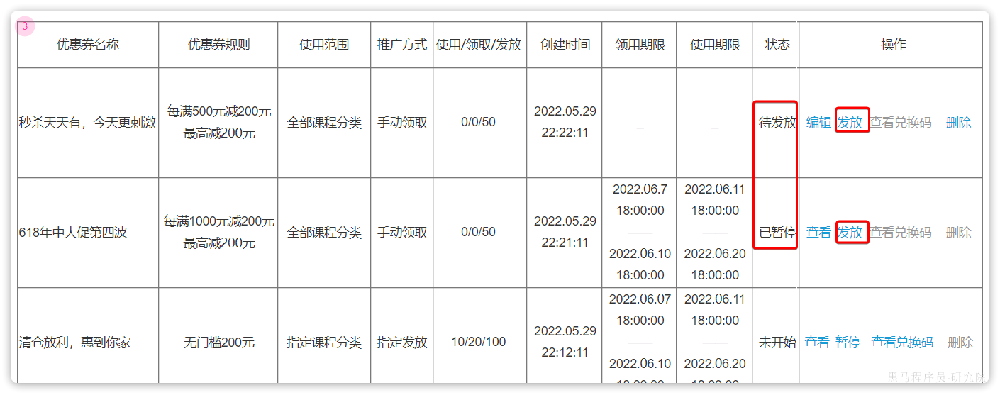 3
优惠券名称 优惠券规则 使用范围 推广方式 使用/领取/发放 创建时间 领用期限 使用期限 状态 操作
秒杀天天有，今天更刺激 每满500元减200元 最高减200元 全部课程分类 手动领取 0/0/50 2022.05.29 22:22:11 – – 待发放 编辑 发放 查看兑换码 删除
618年中大促第四波 每满1000元减200元 最高减200元 全部课程分类 手动领取 0/0/50 2022.05.29 22:21:11 2022.06.7 18:00:00 —— 2022.06.10 18:00:00 2022.06.11 18:00:00 —— 2022.06.20 18:00:00 已暂停 查看 发放 查看兑换码 删除
清仓放利，惠到你家 无门槛200元 指定课程分类 指定发放 10/20/100 2022.05.29 22:12:11 2022.06.07 18:00:00 —— 2022.06.10 2022.06.11 18:00:00 —— 2022.06.20 未开始 查看 暂停 查看兑换码 删除
黑马程序员-研究院